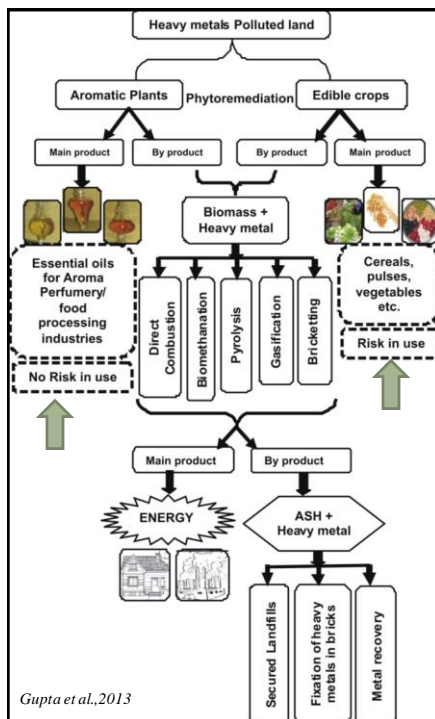 Heavy metals Polluted land
Aromatic Plants
Phytoremediation
Edible crops
Main product
By product
By product
Main product
Biomass +
Heavy metal
Essential oils
for Aroma
Perfumery/
food
processing
industries
Cereals,
pulses,
vegetables
etc.
No Risk in use
Risk in use
Direct
Combustion
Biomethanation
Pyrolysis
Gasification
Bricketting
Main product
By product
ENERGY
ASH +
Heavy metal
Secured Landfills
Fixation of heavy
metals in bricks
Metal recovery
Gupta et al.,2013